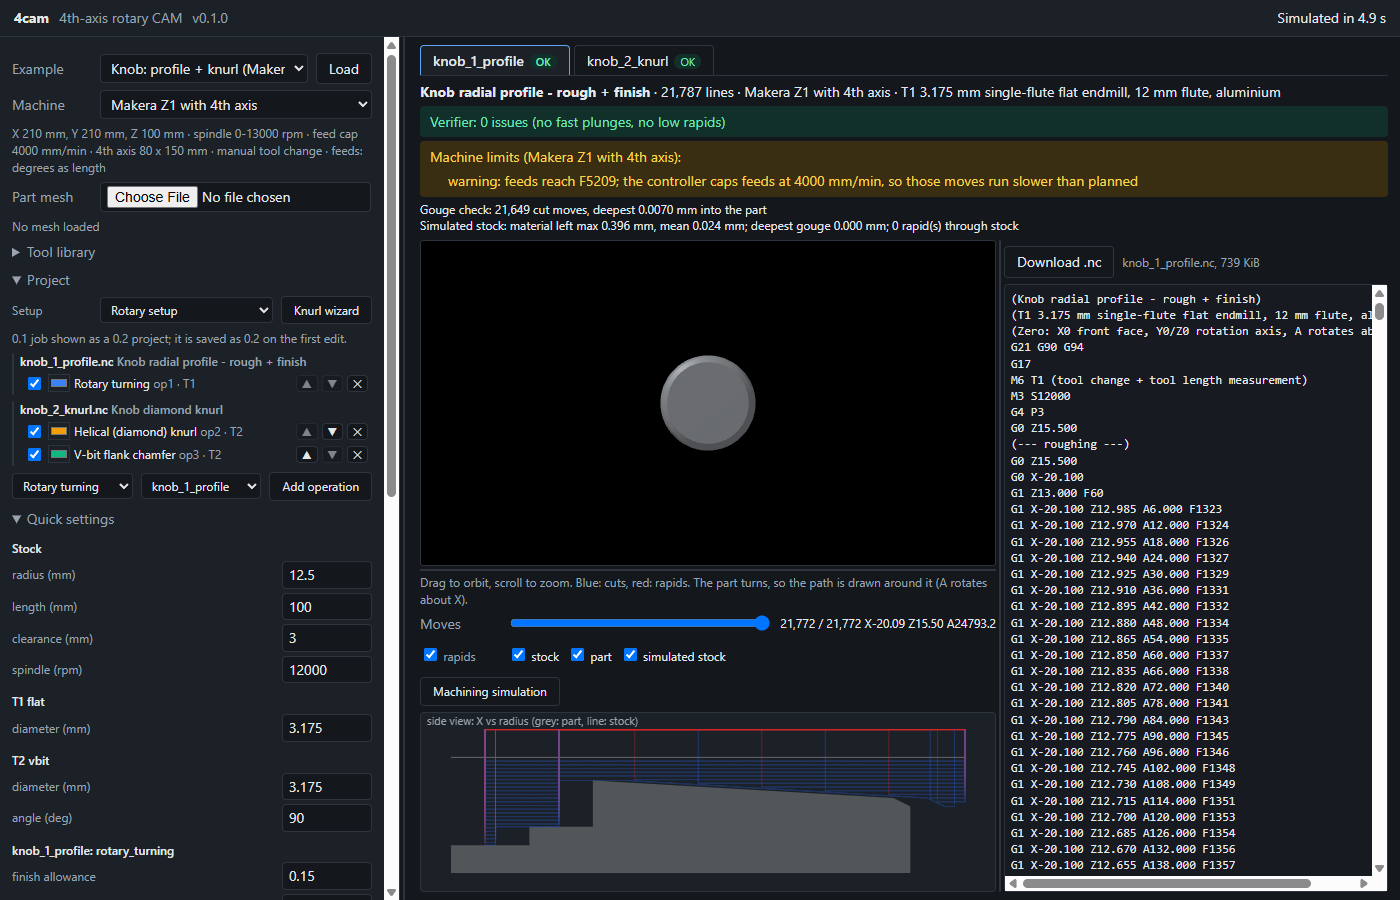 4cam 4th-axis rotary CAM v0.1.0
Simulated in 4.9 s
Example Knob: profile + knurl (Maker Load
Machine Makera Z1 with 4th axis
X 210 mm, Y 210 mm, Z 100 mm · spindle 0-13000 rpm · feed cap
4000 mm/min · 4th axis 80 x 150 mm · manual tool change · feeds:
degrees as length
Part mesh Choose File No file chosen
No mesh loaded
Tool library
Project
Setup Rotary setup Knurl wizard
0.1 job shown as a 0.2 project; it is saved as 0.2 on the first edit.
knob_1_profile.nc Knob radial profile - rough + finish
Rotary turning op1 · T1
knob_2_knurl.nc Knob diamond knurl
Helical (diamond) knurl op2 · T2
V-bit flank chamfer op3 · T2
Rotary turning knob_1_profile Add operation
Quick settings
Stock
radius (mm) 12.5
length (mm) 100
clearance (mm) 3
spindle (rpm) 12000
T1 flat
diameter (mm) 3.175
T2 vbit
diameter (mm) 3.175
angle (deg) 90
knob_1_profile: rotary_turning
finish allowance 0.15
knob_1_profile OK knob_2_knurl OK
Knob radial profile - rough + finish · 21,787 lines · Makera Z1 with 4th axis · T1 3.175 mm single-flute flat endmill, 12 mm flute, aluminium
Verifier: 0 issues (no fast plunges, no low rapids)
Machine limits (Makera Z1 with 4th axis):
warning: feeds reach F5209; the controller caps feeds at 4000 mm/min, so those moves run slower than planned
Gouge check: 21,649 cut moves, deepest 0.0070 mm into the part
Simulated stock: material left max 0.396 mm, mean 0.024 mm; deepest gouge 0.000 mm; 0 rapid(s) through stock
Drag to orbit, scroll to zoom. Blue: cuts, red: rapids. The part turns, so the path is drawn around it (A rotates
about X).
Moves 21,772 / 21,772 X-20.09 Z15.50 A24793.2
rapids stock part simulated stock
Machining simulation
side view: X vs radius (grey: part, line: stock)
Download .nc knob_1_profile.nc, 739 KiB
(Knob radial profile - rough + finish)
(T1 3.175 mm single-flute flat endmill, 12 mm flute, al
(Zero: X0 front face, Y0/Z0 rotation axis, A rotates ab
G21 G90 G94
G17
M6 T1 (tool change + tool length measurement)
M3 S12000
G4 P3
G0 Z15.500
(--- roughing ---)
G0 Z15.500
G0 X-20.100
G1 Z13.000 F60
G1 X-20.100 Z12.985 A6.000 F1323
G1 X-20.100 Z12.970 A12.000 F1324
G1 X-20.100 Z12.955 A18.000 F1326
G1 X-20.100 Z12.940 A24.000 F1327
G1 X-20.100 Z12.925 A30.000 F1329
G1 X-20.100 Z12.910 A36.000 F1331
G1 X-20.100 Z12.895 A42.000 F1332
G1 X-20.100 Z12.880 A48.000 F1334
G1 X-20.100 Z12.865 A54.000 F1335
G1 X-20.100 Z12.850 A60.000 F1337
G1 X-20.100 Z12.835 A66.000 F1338
G1 X-20.100 Z12.820 A72.000 F1340
G1 X-20.100 Z12.805 A78.000 F1341
G1 X-20.100 Z12.790 A84.000 F1343
G1 X-20.100 Z12.775 A90.000 F1345
G1 X-20.100 Z12.760 A96.000 F1346
G1 X-20.100 Z12.745 A102.000 F1348
G1 X-20.100 Z12.730 A108.000 F1349
G1 X-20.100 Z12.715 A114.000 F1351
G1 X-20.100 Z12.700 A120.000 F1353
G1 X-20.100 Z12.685 A126.000 F1354
G1 X-20.100 Z12.670 A132.000 F1356
G1 X-20.100 Z12.655 A138.000 F1357